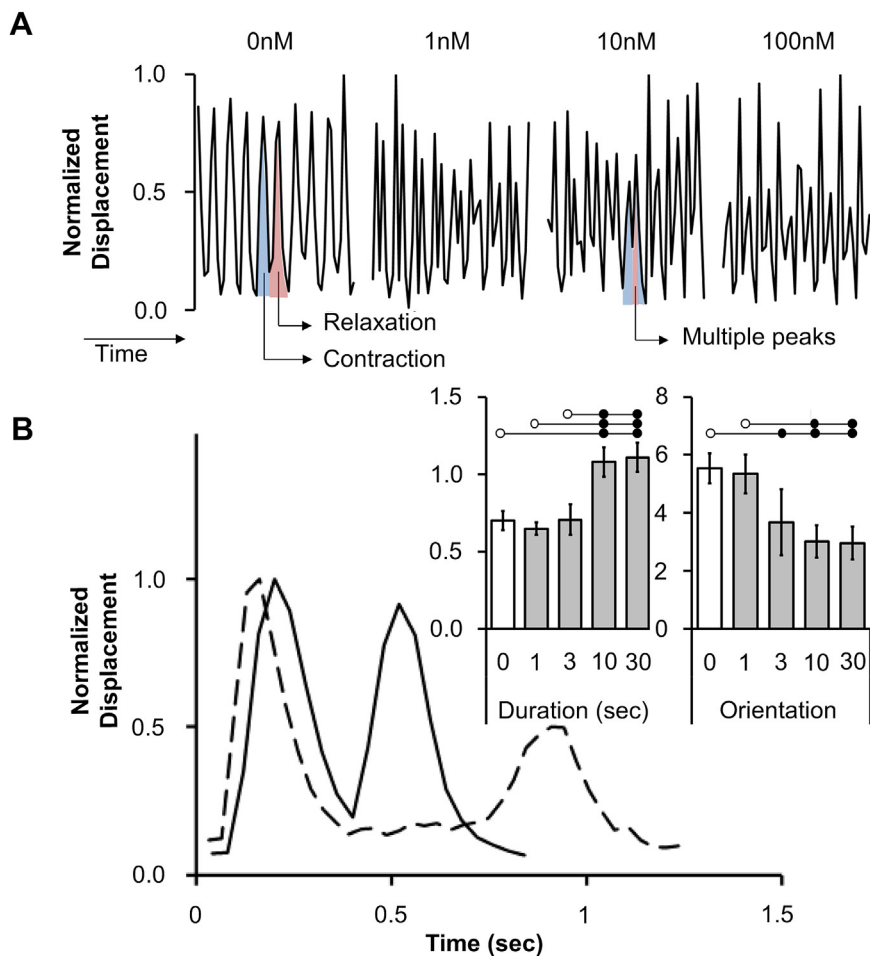 A
0nM 1nM 10nM 100nM
1.0
0.5
0.0
Normalized
Displacement
Time
Relaxation
Contraction
Multiple peaks
B
1.5
1.0
0.5
0.0
0 1 3 10 30
Duration (sec)
8
6
4
2
0
0 1 3 10 30
Orientation
1.0
0.5
0.0
Normalized
Displacement
0 0.5 1 1.5
Time (sec)